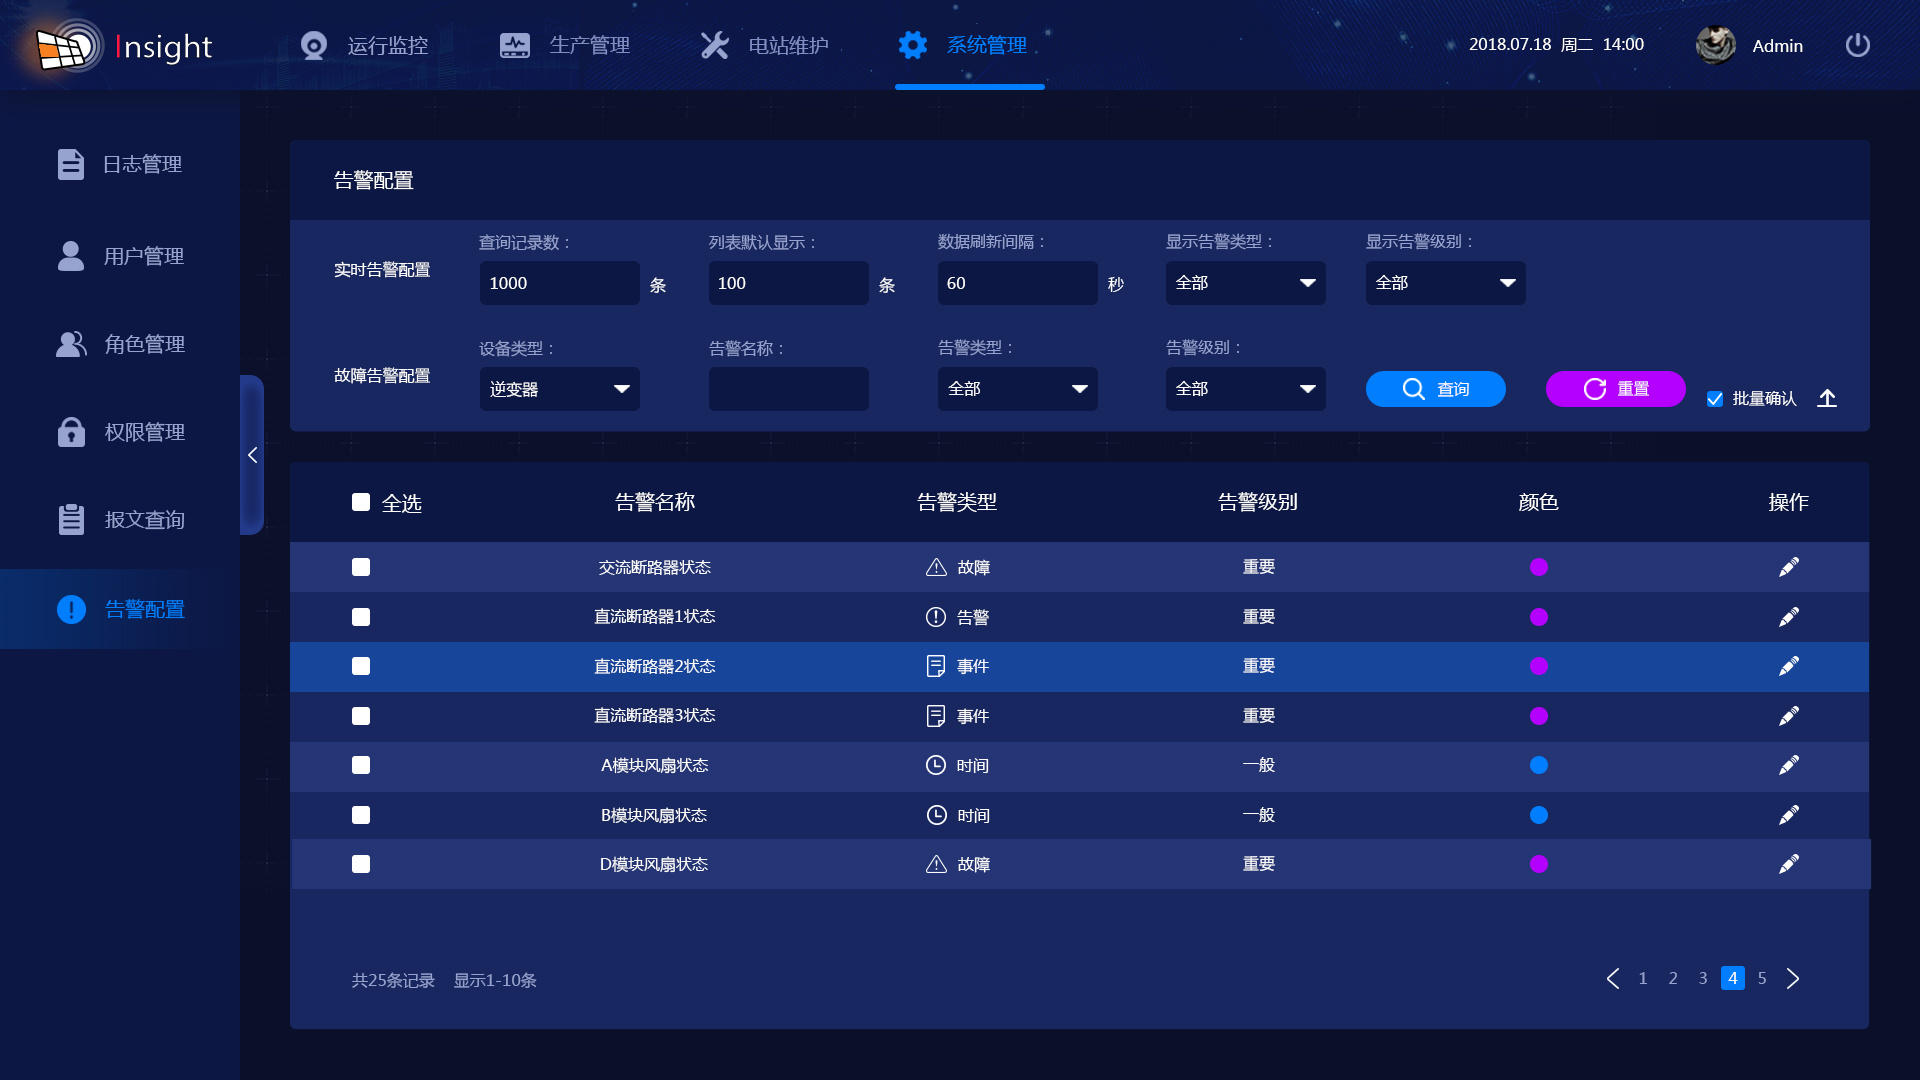 Insight 运行监控 生产管理 电站维护 系统管理 2018.07.18 周二 14:00 Admin
日志管理
用户管理
角色管理
权限管理
报文查询
告警配置
告警配置
实时告警配置
查询记录数： 列表默认显示： 数据刷新间隔： 显示告警类型： 显示告警级别：
1000 条 100 条 60 秒 全部 全部
故障告警配置
设备类型： 告警名称： 告警类型： 告警级别：
逆变器 全部 全部 查询 重置 批量确认
全选 告警名称 告警类型 告警级别 颜色 操作
交流断路器状态 故障 重要
直流断路器1状态 告警 重要
直流断路器2状态 事件 重要
直流断路器3状态 事件 重要
A模块风扇状态 时间 一般
B模块风扇状态 时间 一般
D模块风扇状态 故障 重要
共25条记录 显示1-10条 1 2 3 4 5